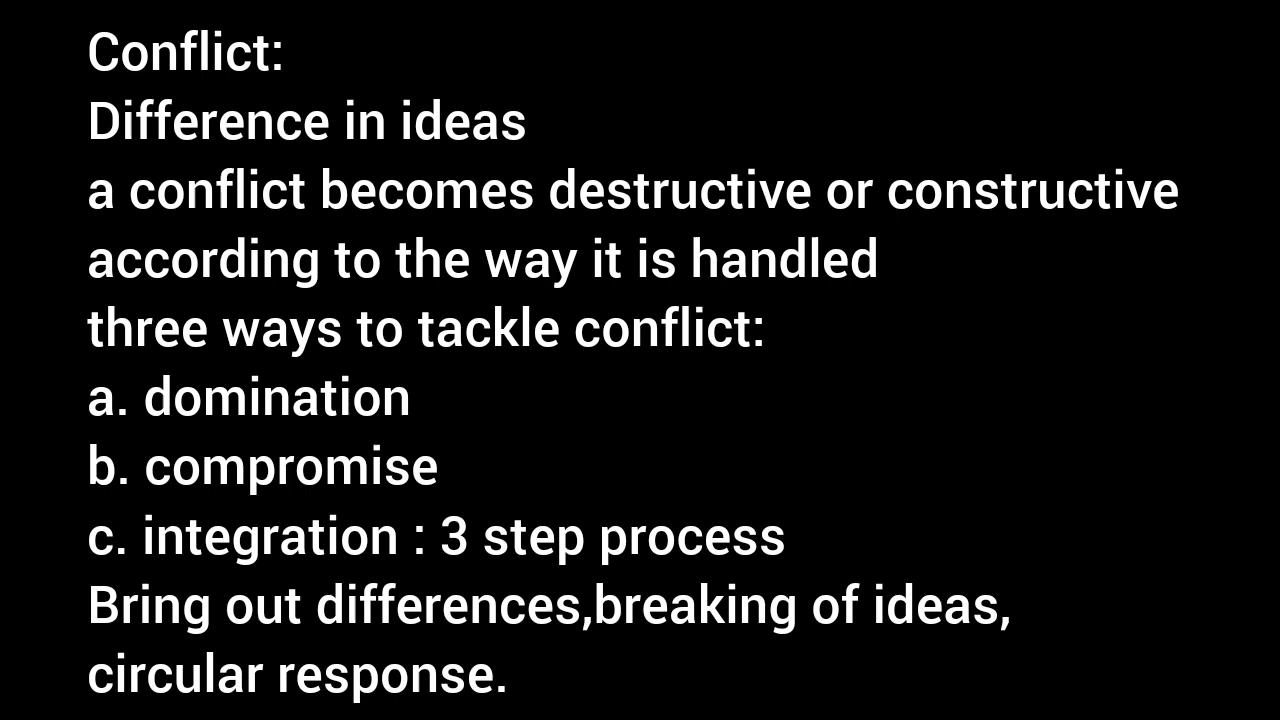 Conflict:
Difference in ideas
a conflict becomes destructive or constructive
according to the way it is handled
three ways to tackle conflict:
a. domination
b. compromise
c. integration : 3 step process
Bring out differences,breaking of ideas,
circular response.